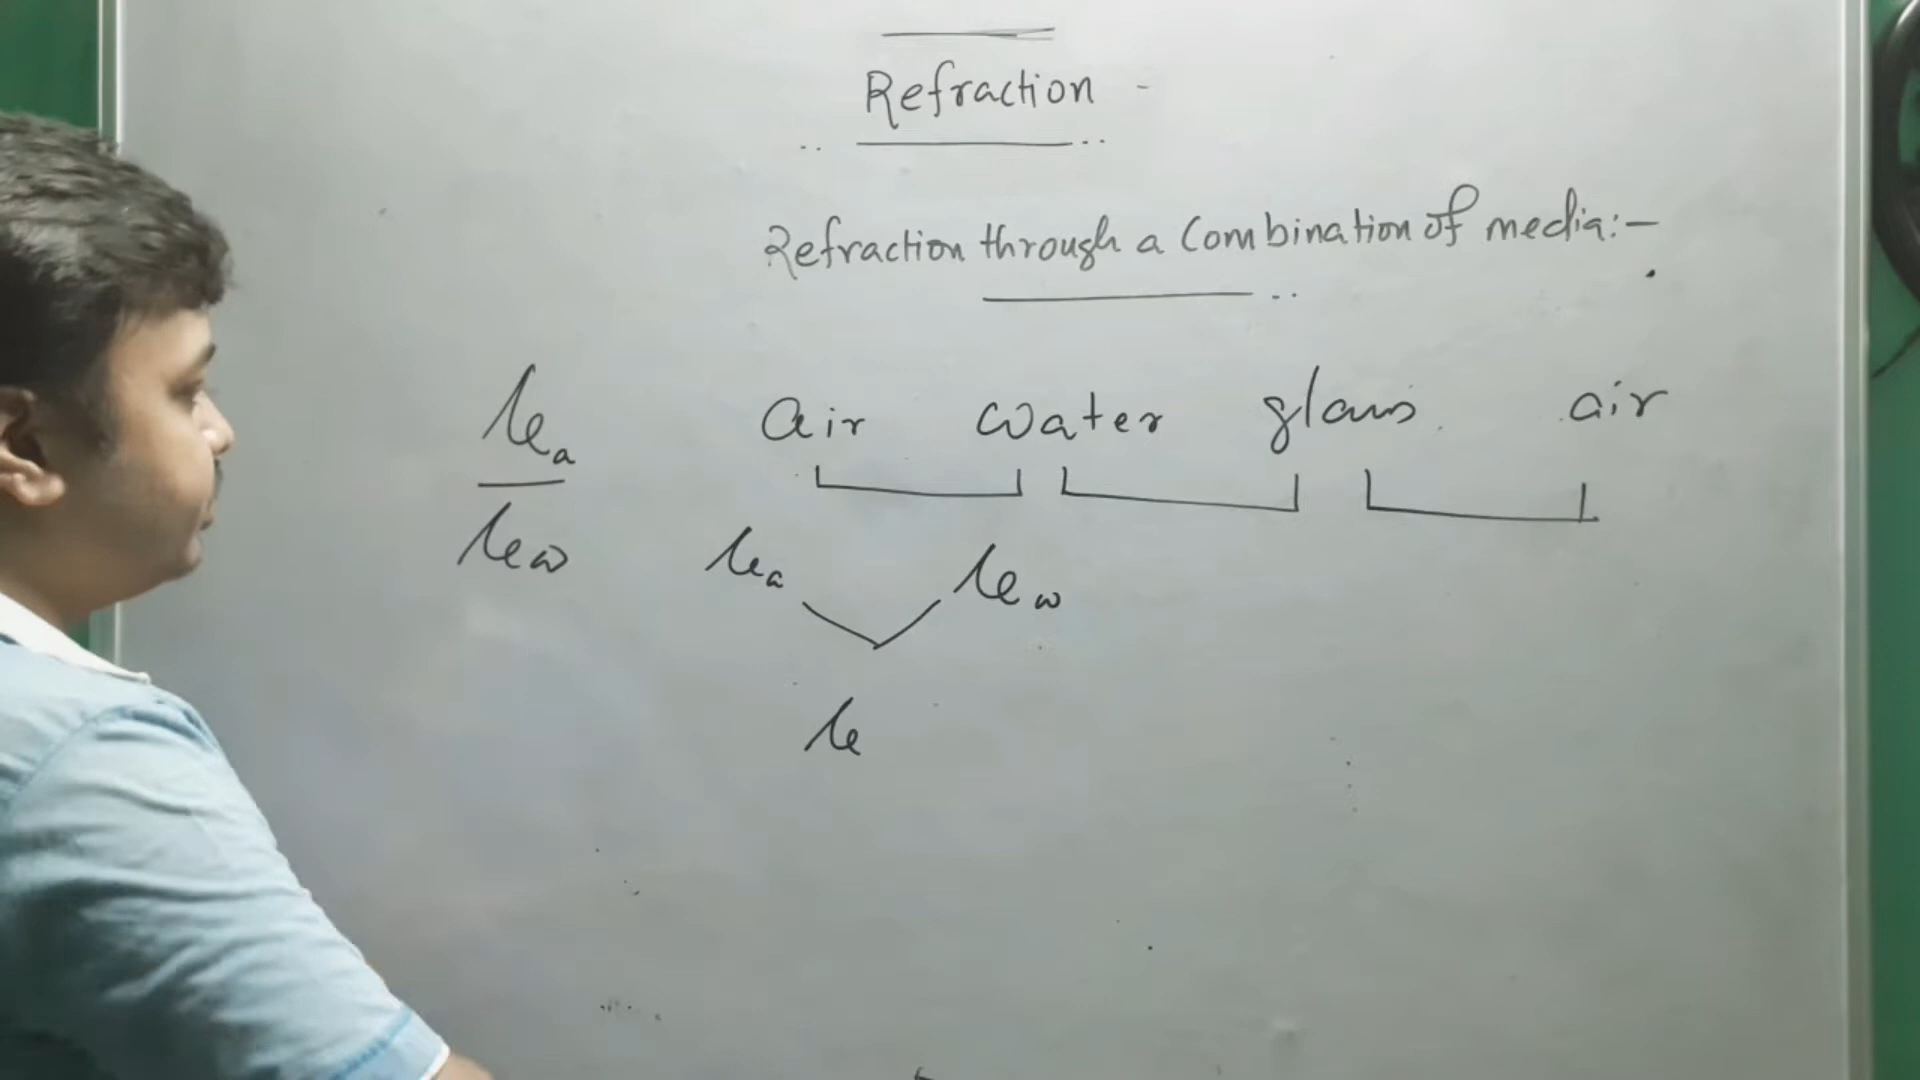 Refraction -
Refraction through a Combination of media:-
air water glass air
μa
μw
μa μw
μ